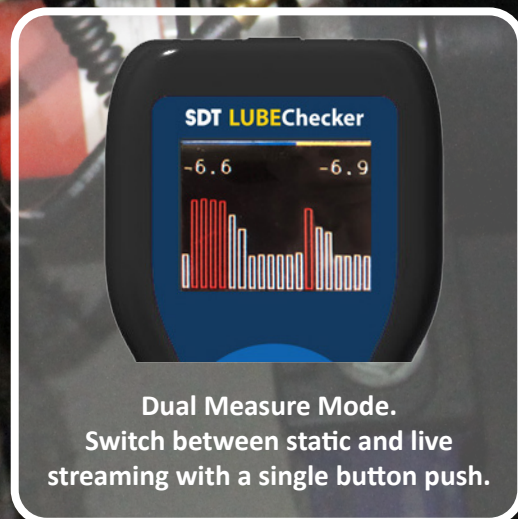 SDT LUBEChecker
-6.6 -6.9
Dual Measure Mode.
Switch between static and live
streaming with a single button push.